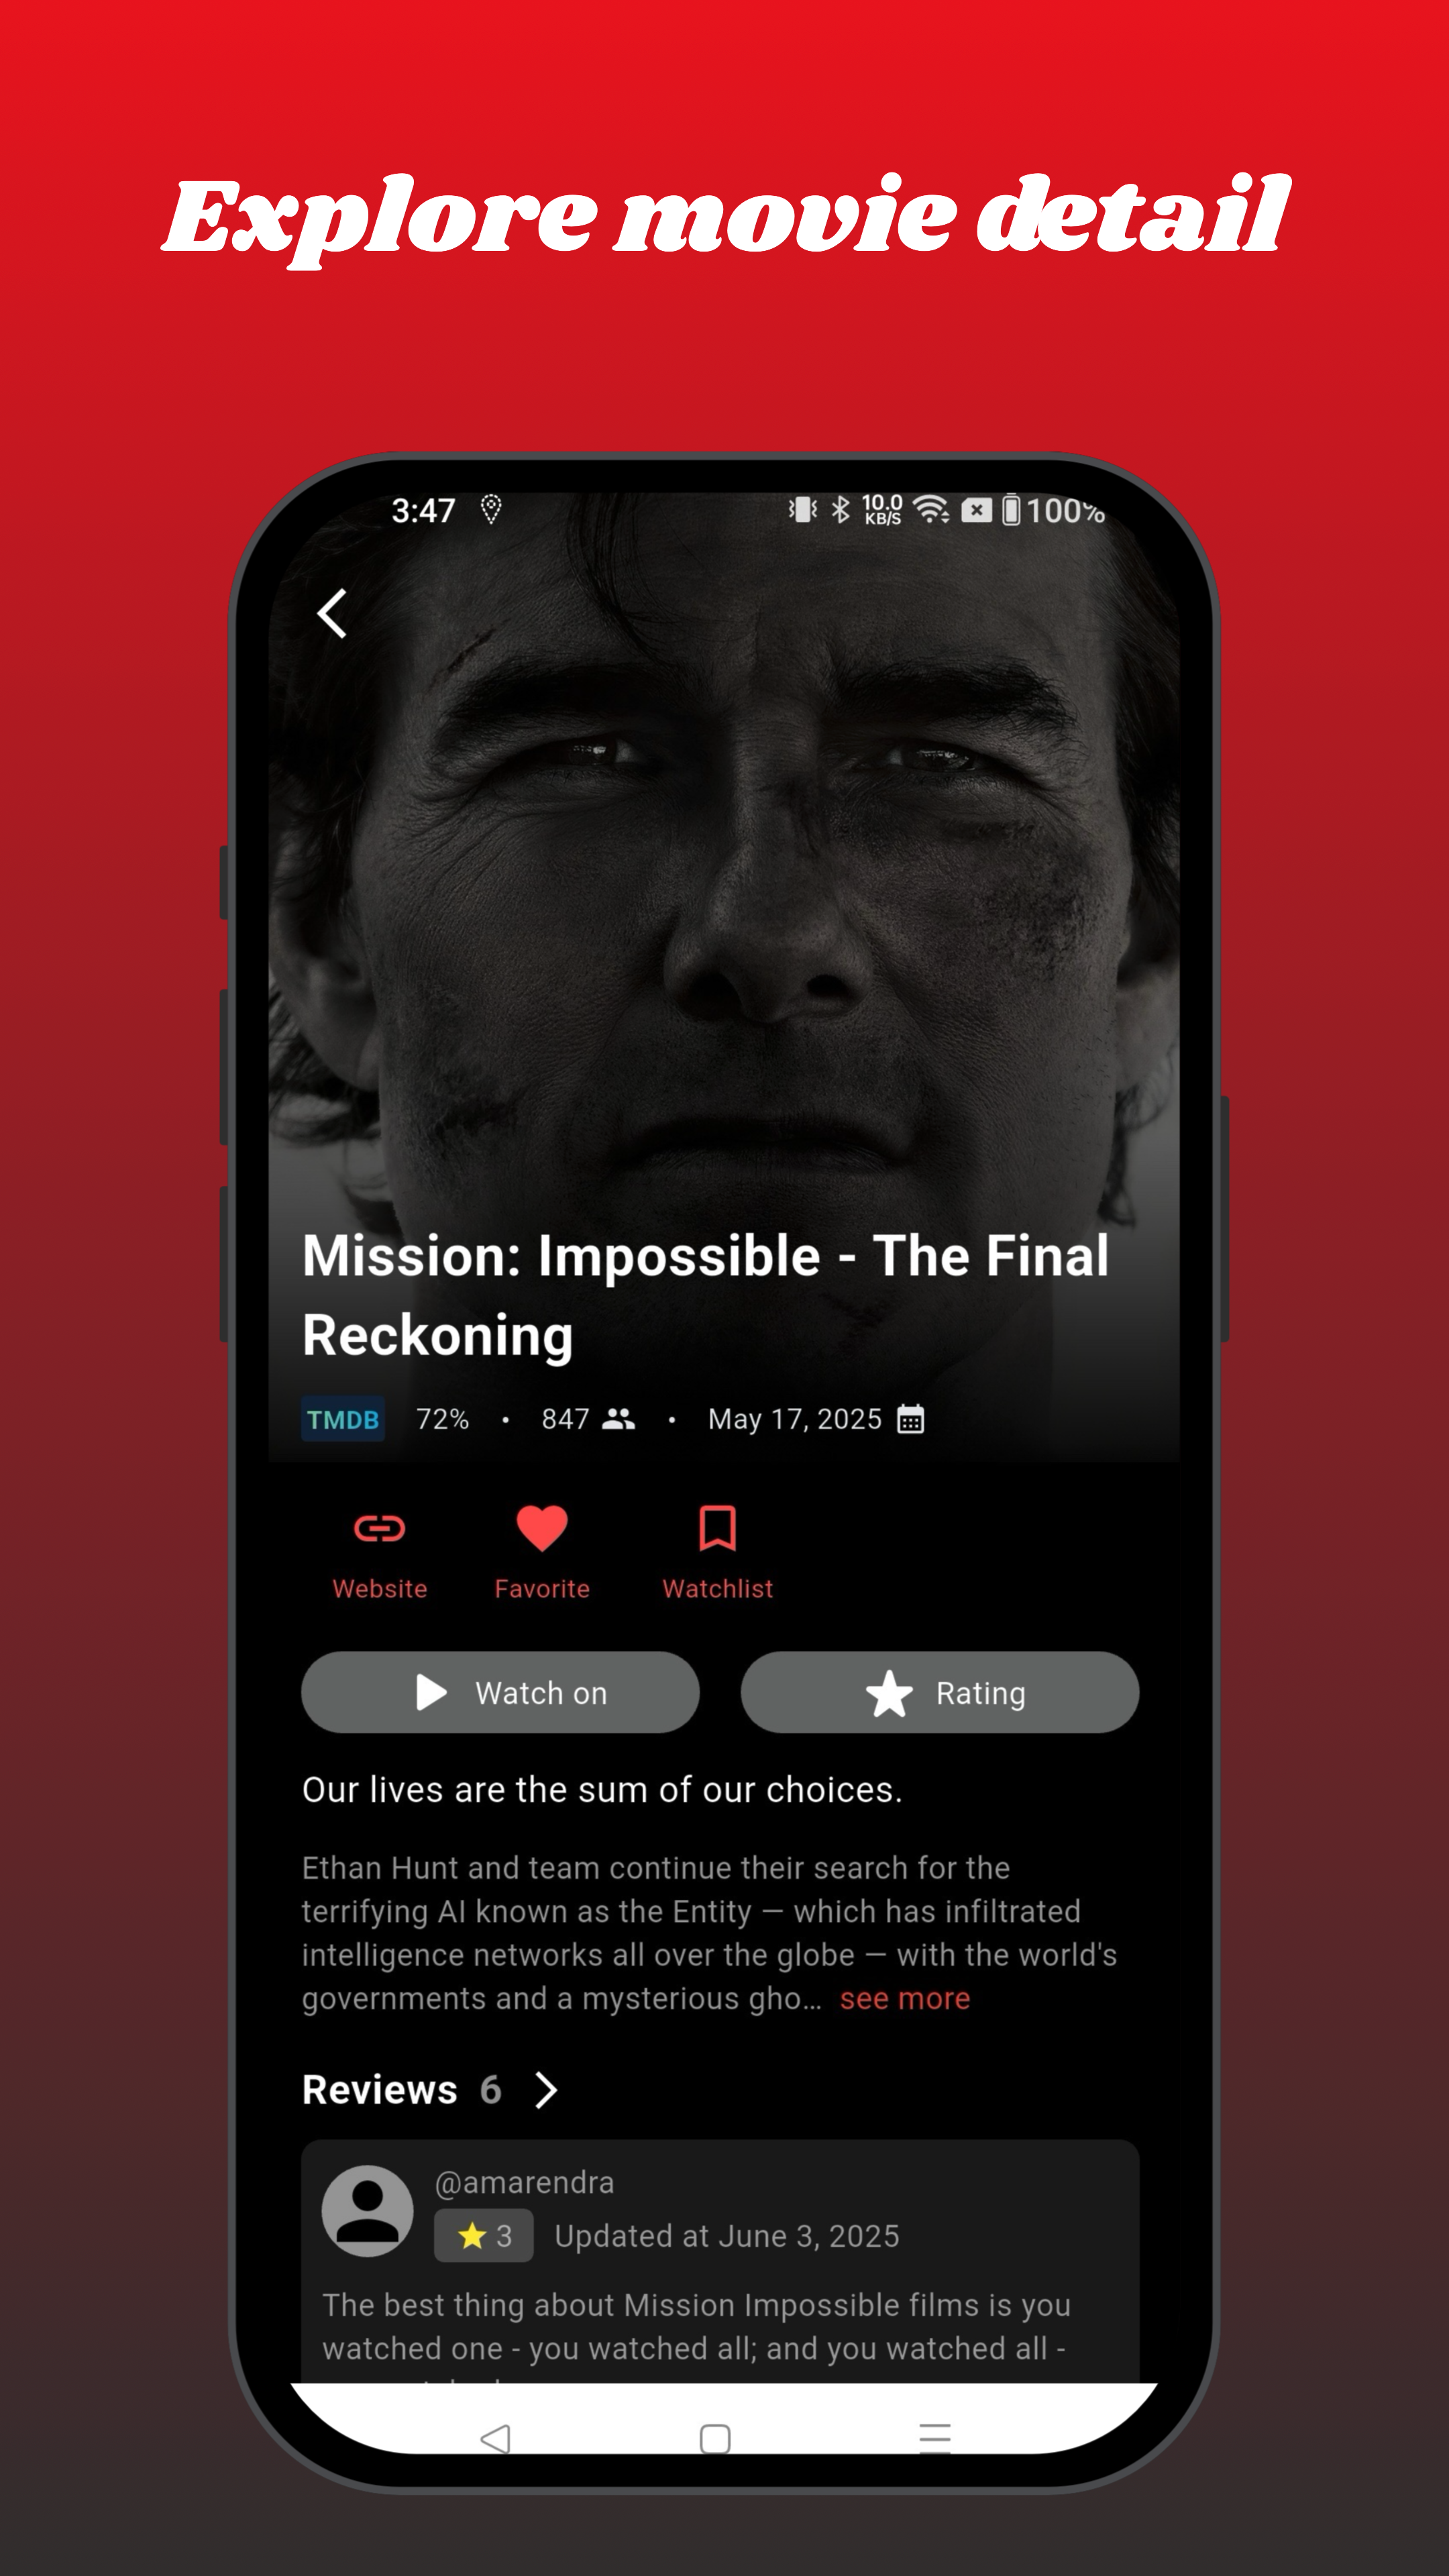 Explore movie detail
3:47 10.0 KB/S 100%
Mission: Impossible - The Final
Reckoning
TMDB 72% • 847 • May 17, 2025
Website Favorite Watchlist
Watch on Rating
Our lives are the sum of our choices.
Ethan Hunt and team continue their search for the
terrifying AI known as the Entity — which has infiltrated
intelligence networks all over the globe — with the world's
governments and a mysterious gho... see more
Reviews 6
@amarendra
3 Updated at June 3, 2025
The best thing about Mission Impossible films is you
watched one - you watched all; and you watched all -